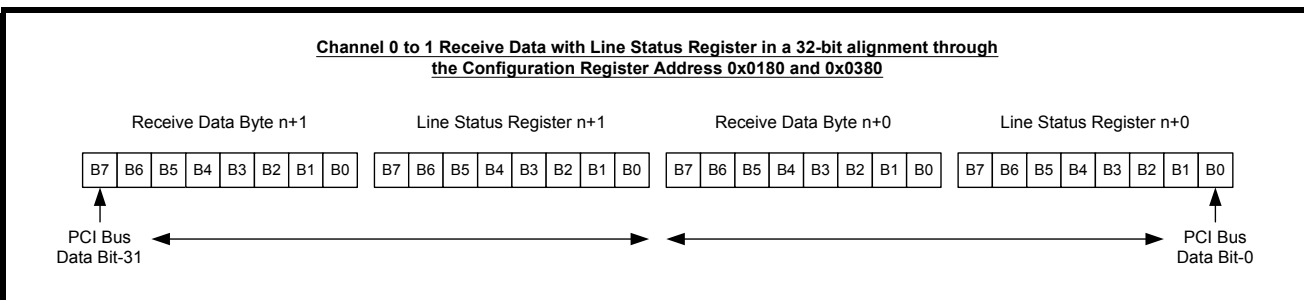 Channel 0 to 1 Receive Data with Line Status Register in a 32-bit alignment through
the Configuration Register Address 0x0180 and 0x0380
Receive Data Byte n+1 Line Status Register n+1 Receive Data Byte n+0 Line Status Register n+0
B7 B6 B5 B4 B3 B2 B1 B0 B7 B6 B5 B4 B3 B2 B1 B0 B7 B6 B5 B4 B3 B2 B1 B0 B7 B6 B5 B4 B3 B2 B1 B0
PCI Bus PCI Bus
Data Bit-31 Data Bit-0